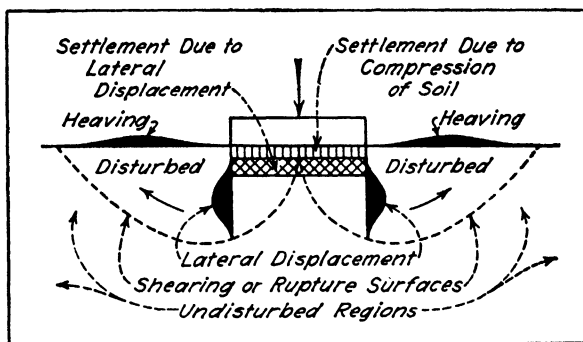 Settlement Due to
Lateral
Displacement
Settlement Due to
Compression
of Soil
Heaving
Heaving
Disturbed
Disturbed
Lateral Displacement
Shearing or Rupture Surfaces
Undisturbed Regions